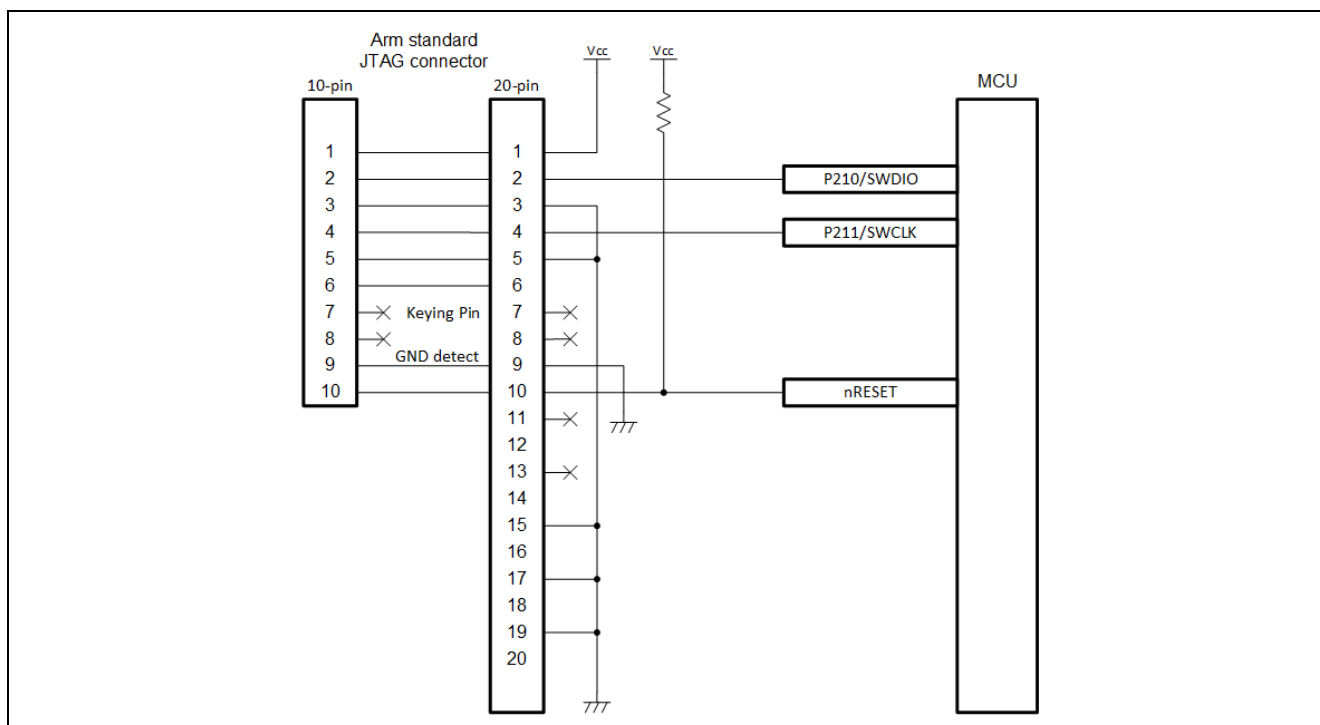 Arm standard
JTAG connector
10-pin
20-pin
Vcc
Vcc
MCU
1
1
2
2
P210/SWDIO
3
3
4
4
P211/SWCLK
5
5
6
6
7
Keying Pin
7
8
8
GND detect
9
9
10
10
nRESET
11
12
13
14
15
16
17
18
19
20